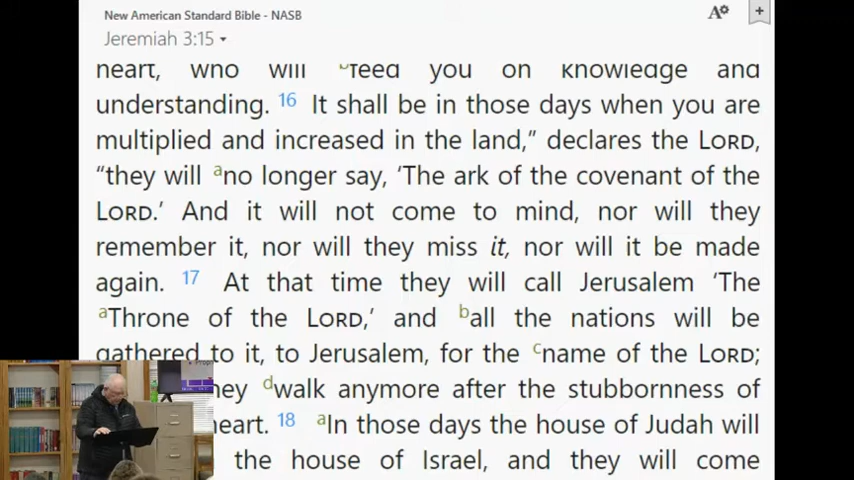 New American Standard Bible - NASB
Jeremiah 3:15
heart, who will bfeed you on knowledge and
understanding. 16 It shall be in those days when you are
multiplied and increased in the land,” declares the LORD,
“they will ano longer say, ‘The ark of the covenant of the
LORD.’ And it will not come to mind, nor will they
remember it, nor will they miss it, nor will it be made
again. 17 At that time they will call Jerusalem ‘The
aThrone of the LORD,’ and ball the nations will be
gathered to it, to Jerusalem, for the cname of the LORD;
hey dwalk anymore after the stubbornness of
heart. 18 aIn those days the house of Judah will
the house of Israel, and they will come